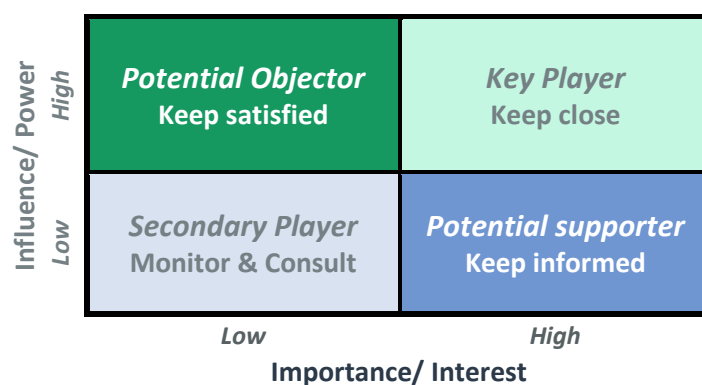 Influence/ Power
High
Low
Potential Objector
Keep satisfied
Key Player
Keep close
Secondary Player
Monitor & Consult
Potential supporter
Keep informed
Low
High
Importance/ Interest